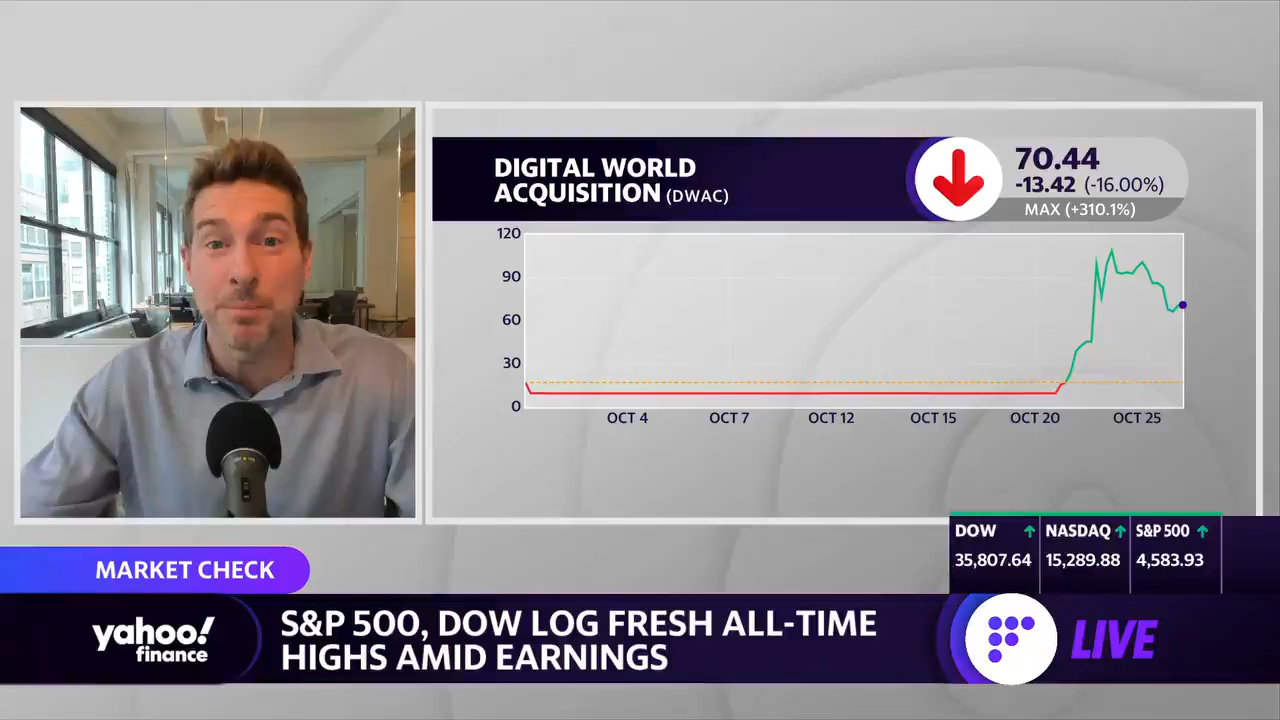 DIGITAL WORLD
ACQUISITION (DWAC)
70.44
-13.42 (-16.00%)
MAX (+310.1%)
120
90
60
30
0
OCT 4 OCT 7 OCT 12 OCT 15 OCT 20 OCT 25
DOW NASDAQ S&P 500
35,807.64 15,289.88 4,583.93
MARKET CHECK
yahoo!
finance
S&P 500, DOW LOG FRESH ALL-TIME
HIGHS AMID EARNINGS
LIVE